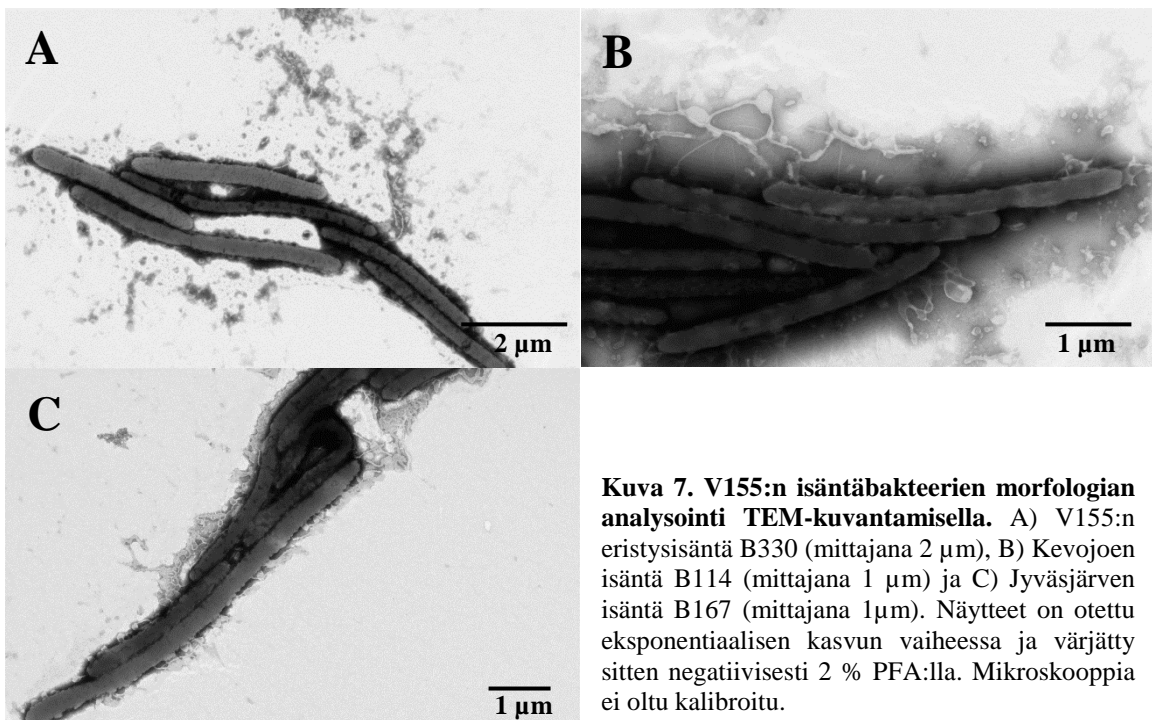 A
B
2 µm
1 µm
C
1 µm
Kuva 7. V155:n isäntäbakteerien morfologian
analysointi TEM-kuvantamisella. A) V155:n
eristysisäntä B330 (mittajana 2 µm), B) Kevojoen
isäntä B114 (mittajana 1 µm) ja C) Jyväsjärven
isäntä B167 (mittajana 1µm). Näytteet on otettu
eksponentiaalisen kasvun vaiheessa ja värjätty
sitten negatiivisesti 2 % PFA:lla. Mikroskooppia
ei oltu kalibroitu.